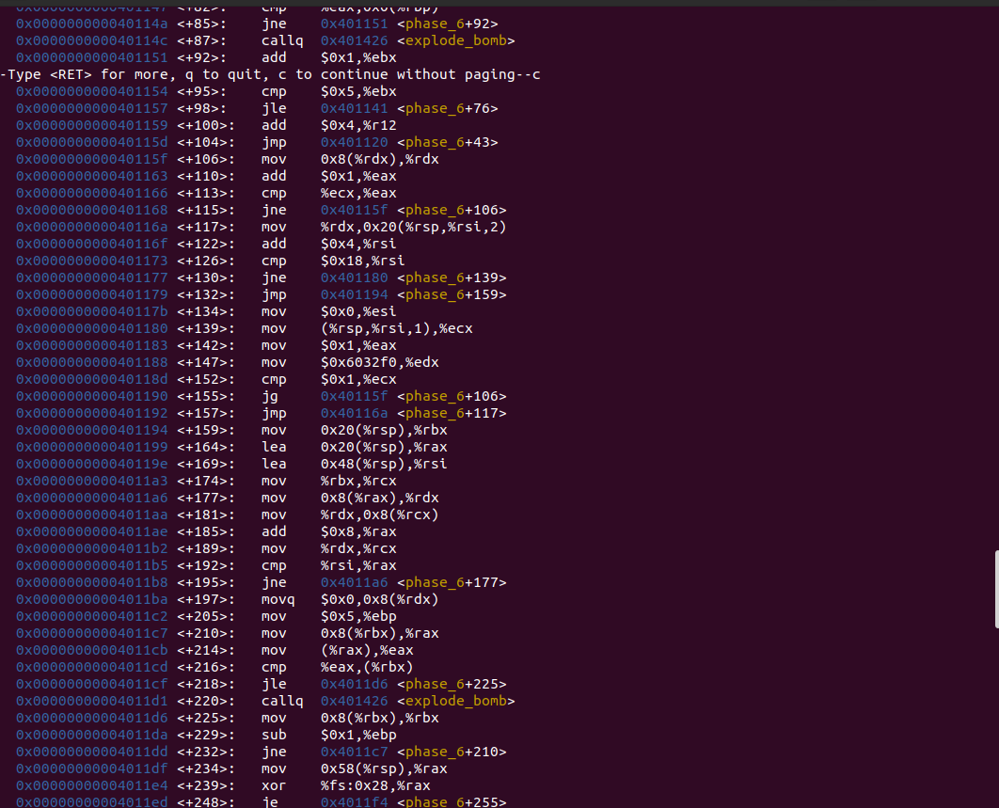 0x0000000000401147 <+82>: cmp %eax,0x0(%rbp)
0x000000000040114a <+85>: jne 0x401151 <phase_6+92>
0x000000000040114c <+87>: callq 0x401426 <explode_bomb>
0x0000000000401151 <+92>: add $0x1,%ebx
-Type <RET> for more, q to quit, c to continue without paging--c
0x0000000000401154 <+95>: cmp $0x5,%ebx
0x0000000000401157 <+98>: jle 0x401141 <phase_6+76>
0x0000000000401159 <+100>: add $0x4,%r12
0x000000000040115d <+104>: jmp 0x401120 <phase_6+43>
0x000000000040115f <+106>: mov 0x8(%rdx),%rdx
0x0000000000401163 <+110>: add $0x1,%eax
0x0000000000401166 <+113>: cmp %ecx,%eax
0x0000000000401168 <+115>: jne 0x40115f <phase_6+106>
0x000000000040116a <+117>: mov %rdx,0x20(%rsp,%rsi,2)
0x000000000040116f <+122>: add $0x4,%rsi
0x0000000000401173 <+126>: cmp $0x18,%rsi
0x0000000000401177 <+130>: jne 0x401180 <phase_6+139>
0x0000000000401179 <+132>: jmp 0x401194 <phase_6+159>
0x000000000040117b <+134>: mov $0x0,%esi
0x0000000000401180 <+139>: mov (%rsp,%rsi,1),%ecx
0x0000000000401183 <+142>: mov $0x1,%eax
0x0000000000401188 <+147>: mov $0x6032f0,%edx
0x000000000040118d <+152>: cmp $0x1,%ecx
0x0000000000401190 <+155>: jg 0x40115f <phase_6+106>
0x0000000000401192 <+157>: jmp 0x40116a <phase_6+117>
0x0000000000401194 <+159>: mov 0x20(%rsp),%rbx
0x0000000000401199 <+164>: lea 0x20(%rsp),%rax
0x000000000040119e <+169>: lea 0x48(%rsp),%rsi
0x00000000004011a3 <+174>: mov %rbx,%rcx
0x00000000004011a6 <+177>: mov 0x8(%rax),%rdx
0x00000000004011aa <+181>: mov %rdx,0x8(%rcx)
0x00000000004011ae <+185>: add $0x8,%rax
0x00000000004011b2 <+189>: mov %rdx,%rcx
0x00000000004011b5 <+192>: cmp %rsi,%rax
0x00000000004011b8 <+195>: jne 0x4011a6 <phase_6+177>
0x00000000004011ba <+197>: movq $0x0,0x8(%rdx)
0x00000000004011c2 <+205>: mov $0x5,%ebp
0x00000000004011c7 <+210>: mov 0x8(%rbx),%rax
0x00000000004011cb <+214>: mov (%rax),%eax
0x00000000004011cd <+216>: cmp %eax,(%rbx)
0x00000000004011cf <+218>: jle 0x4011d6 <phase_6+225>
0x00000000004011d1 <+220>: callq 0x401426 <explode_bomb>
0x00000000004011d6 <+225>: mov 0x8(%rbx),%rbx
0x00000000004011da <+229>: sub $0x1,%ebp
0x00000000004011dd <+232>: jne 0x4011c7 <phase_6+210>
0x00000000004011df <+234>: mov 0x58(%rsp),%rax
0x00000000004011e4 <+239>: xor %fs:0x28,%rax
0x00000000004011ed <+248>: je 0x4011f4 <phase_6+255>